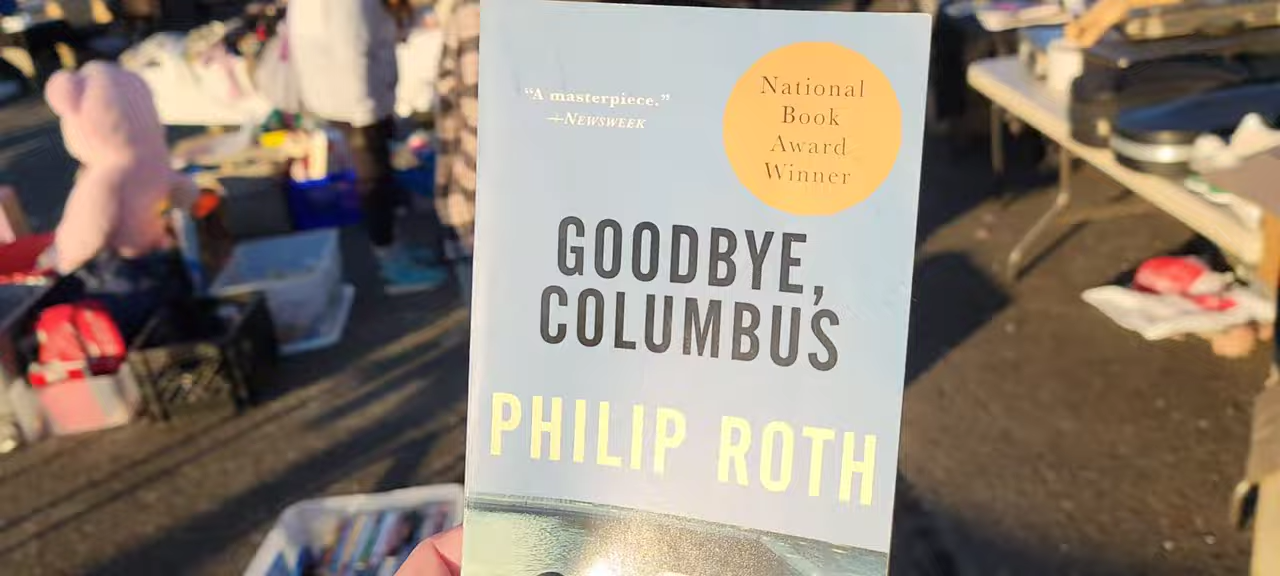 "A masterpiece."
—NEWSWEEK
National
Book
Award
Winner
GOODBYE,
COLUMBUS
PHILIP ROTH